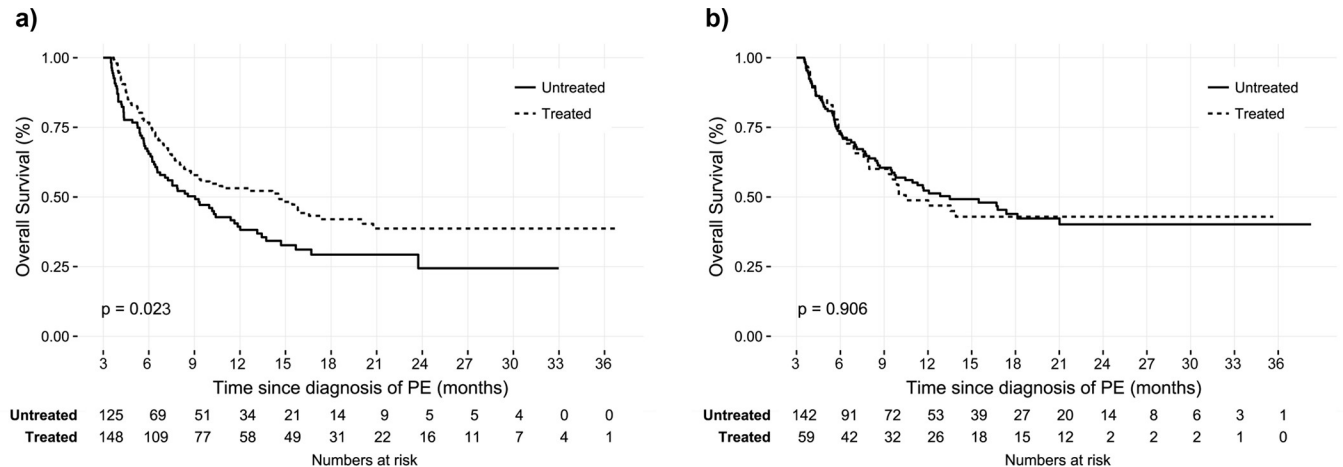 a)
1.00
0.75
0.50
0.25
0.00
Overall Survival (%)
Untreated
Treated
p = 0.023
3 6 9 12 15 18 21 24 27 30 33 36
Time since diagnosis of PE (months)
Untreated 125 69 51 34 21 14 9 5 5 4 0 0
Treated 148 109 77 58 49 31 22 16 11 7 4 1
Numbers at risk
b)
1.00
0.75
0.50
0.25
0.00
Overall Survival (%)
Untreated
Treated
p = 0.906
3 6 9 12 15 18 21 24 27 30 33 36
Time since diagnosis of PE (months)
Untreated 142 91 72 53 39 27 20 14 8 6 3 1
Treated 59 42 32 26 18 15 12 2 2 2 1 0
Numbers at risk